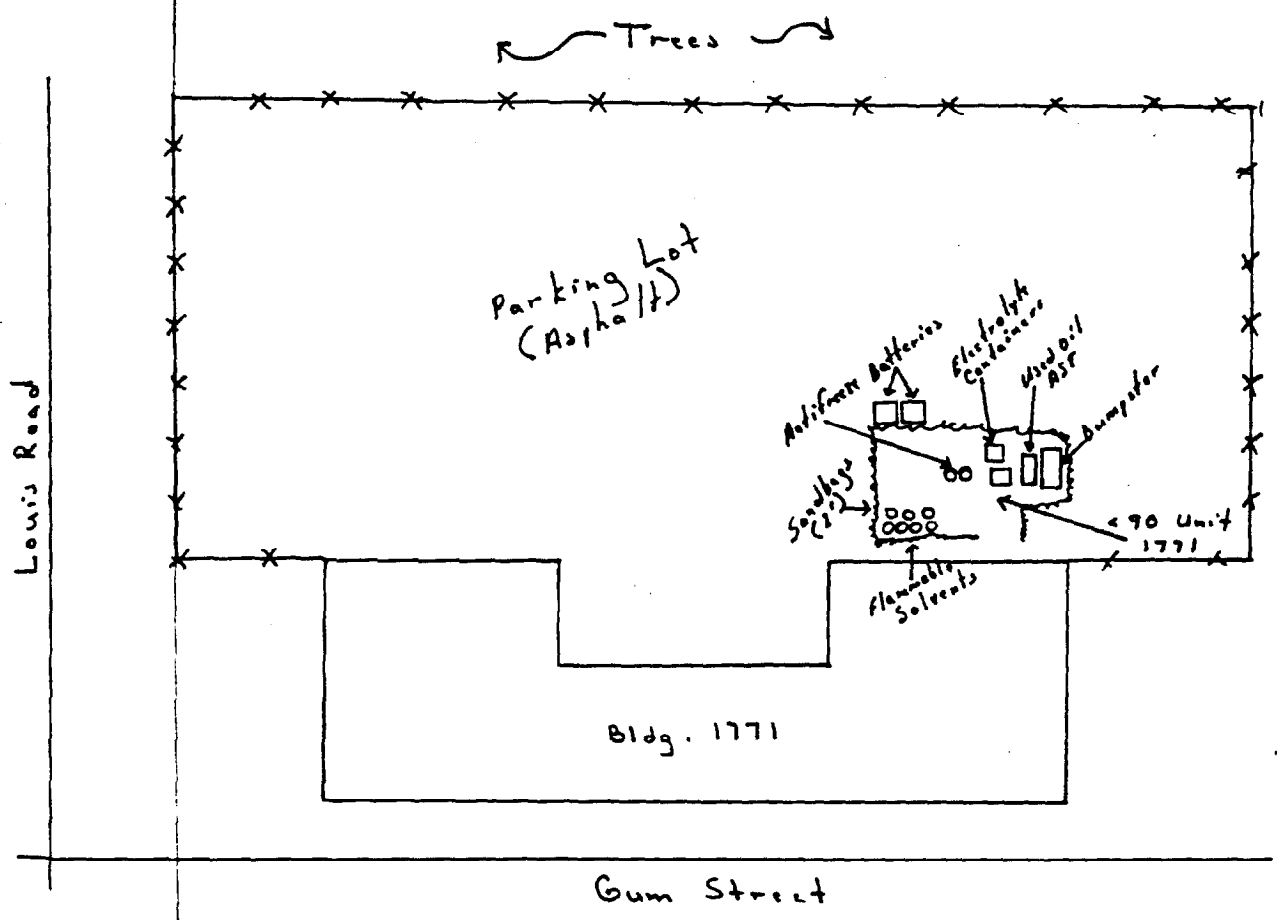 Trees
Parking Lot
(Asphalt)
Louis Road
Antifreeze
Batteries
Electrolyte
Containers
Used Oil
AST
Dumpster
Sandbags
(2')
Flammable
Solvents
< 90 Unit
1771
Bldg. 1771
Gum Street